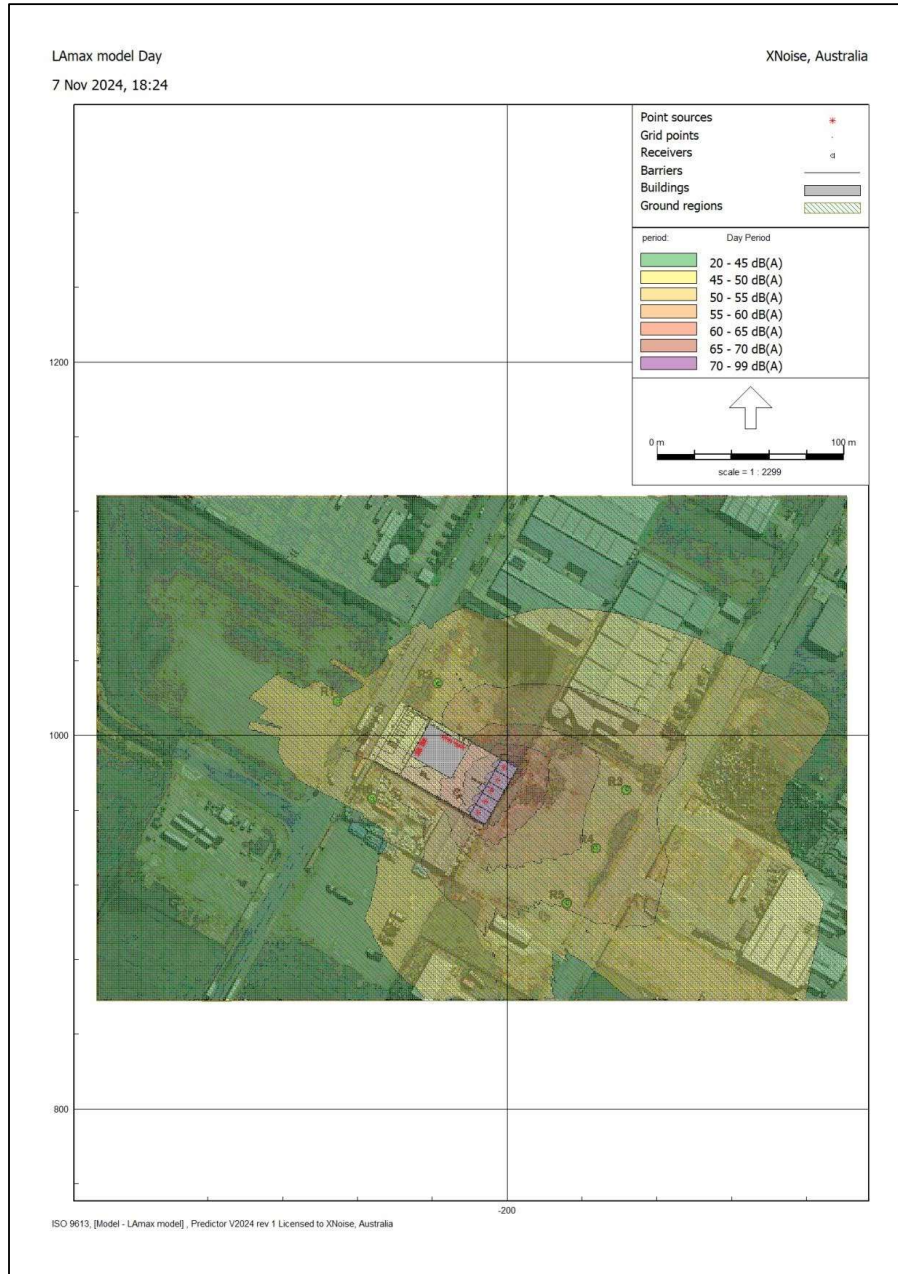 LAmax model Day
XNoise, Australia
7 Nov 2024, 18:24
Point sources
Grid points
Receivers
Barriers
Buildings
Ground regions
period:
Day Period
20 - 45 dB(A)
45 - 50 dB(A)
50 - 55 dB(A)
55 - 60 dB(A)
60 - 65 dB(A)
65 - 70 dB(A)
70 - 99 dB(A)
0 m
100 m
scale = 1 : 2299
1200
1000
800
-200
R1
R2
R3
R4
R5
ISO 9613, [Model - LAmax model] , Predictor V2024 rev 1 Licensed to XNoise, Australia